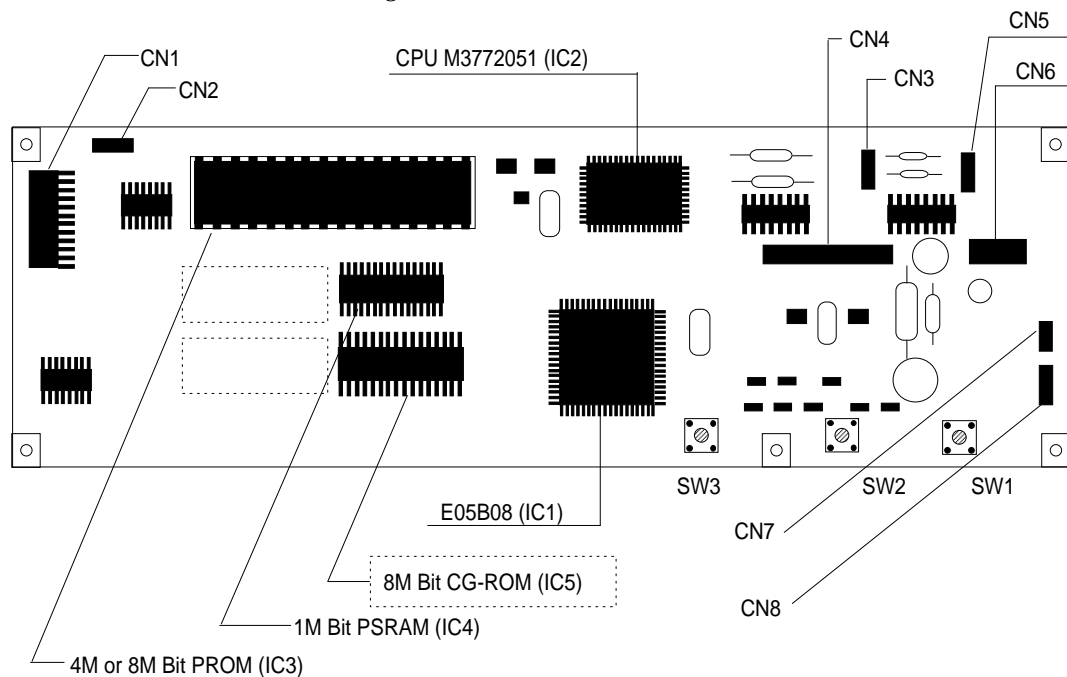 CN5
CN4
CN1
CPU M3772051 (IC2)
CN3
CN6
CN2
SW3
SW2
SW1
E05B08 (IC1)
CN7
8M Bit CG-ROM (IC5)
CN8
1M Bit PSRAM (IC4)
4M or 8M Bit PROM (IC3)